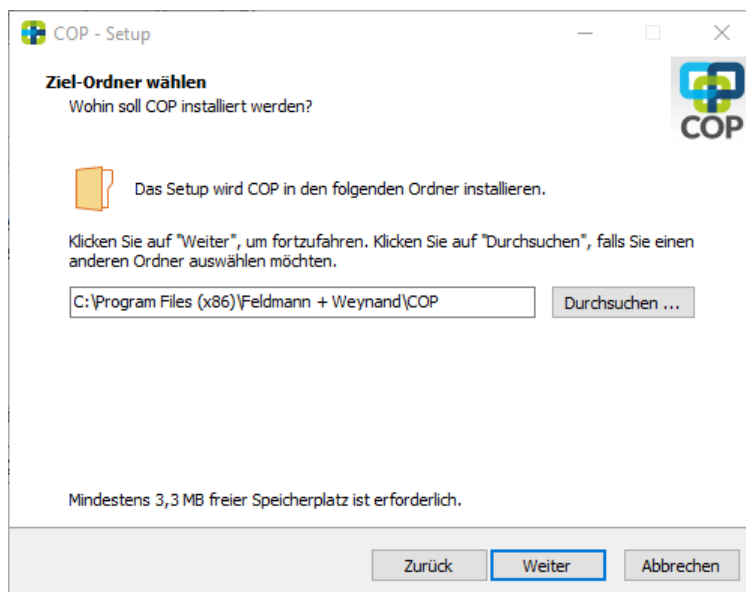 COP - Setup
Ziel-Ordner wählen
Wohin soll COP installiert werden?
COP
Das Setup wird COP in den folgenden Ordner installieren.
Klicken Sie auf "Weiter", um fortzufahren. Klicken Sie auf "Durchsuchen", falls Sie einen
anderen Ordner auswählen möchten.
C:\Program Files (x86)\Feldmann + Weynand\COP
Durchsuchen ...
Mindestens 3,3 MB freier Speicherplatz ist erforderlich.
Zurück
Weiter
Abbrechen